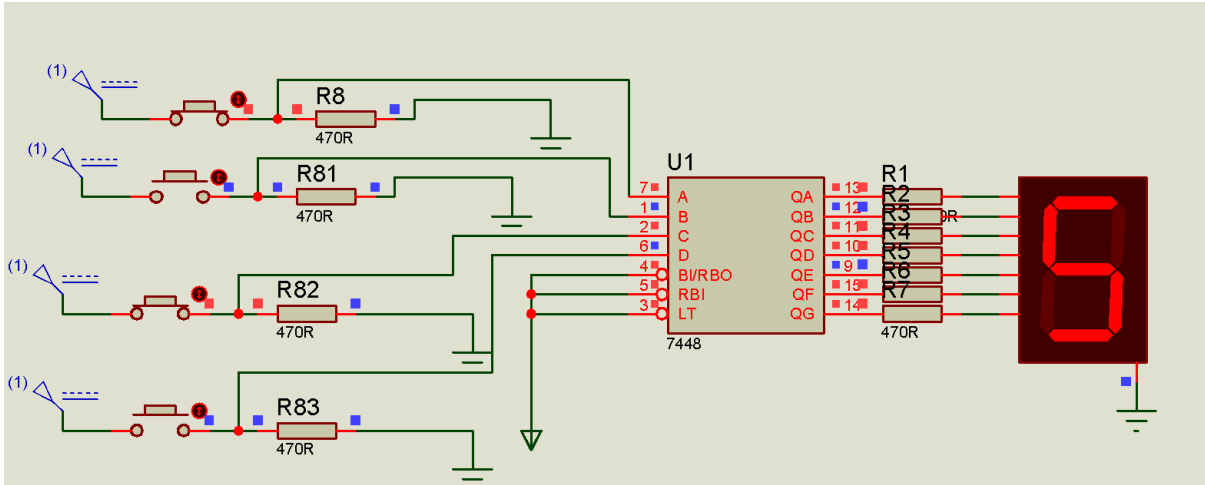 (1)
R8
470R
(1)
R81
470R
(1)
R82
470R
(1)
R83
470R
U1
7 A QA 13
1 B QB 12
2 C QC 11
6 D QD 10
4 BI/RBO QE 9
5 RBI QF 15
3 LT QG 14
7448
R1
R2
R3
R4
R5
R6
R7
470R